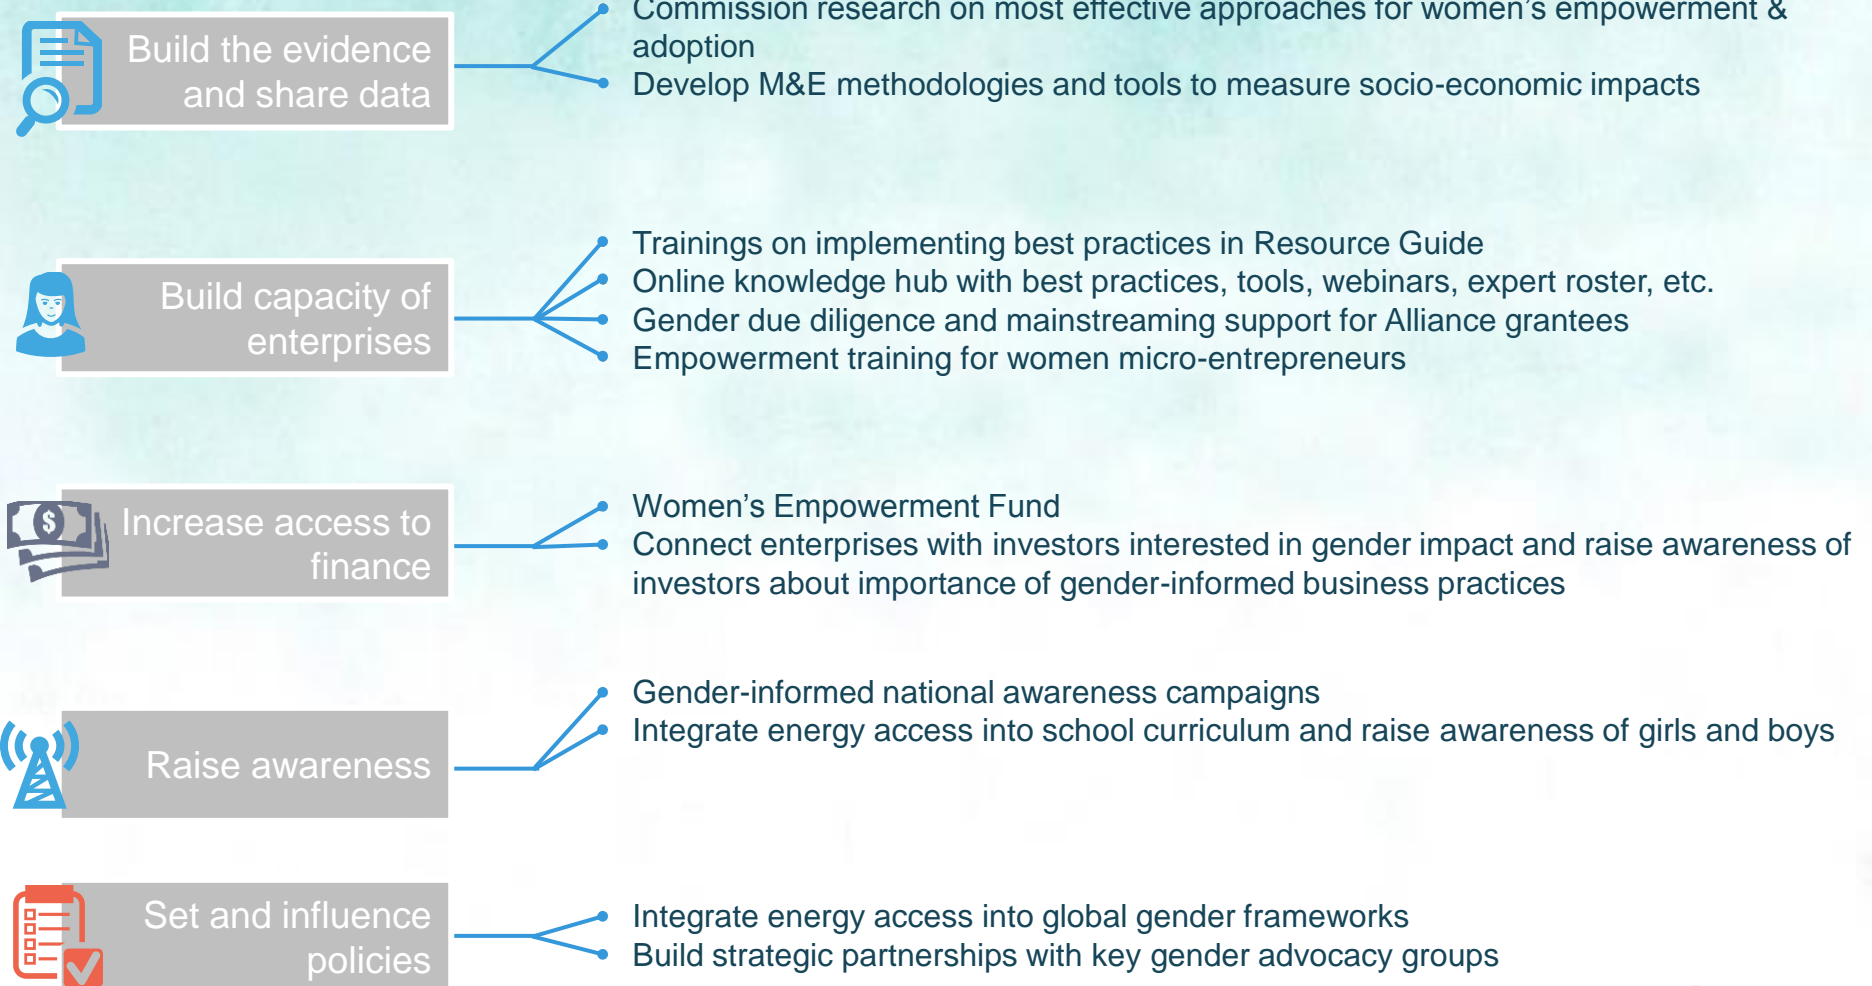 Build the evidence
and share data
Commission research on most effective approaches for women's empowerment &
adoption
Develop M&E methodologies and tools to measure socio-economic impacts
Build capacity of
enterprises
Trainings on implementing best practices in Resource Guide
Online knowledge hub with best practices, tools, webinars, expert roster, etc.
Gender due diligence and mainstreaming support for Alliance grantees
Empowerment training for women micro-entrepreneurs
$
Increase access to
finance
Women’s Empowerment Fund
Connect enterprises with investors interested in gender impact and raise awareness of
investors about importance of gender-informed business practices
Raise awareness
Gender-informed national awareness campaigns
Integrate energy access into school curriculum and raise awareness of girls and boys
Set and influence
policies
Integrate energy access into global gender frameworks
Build strategic partnerships with key gender advocacy groups